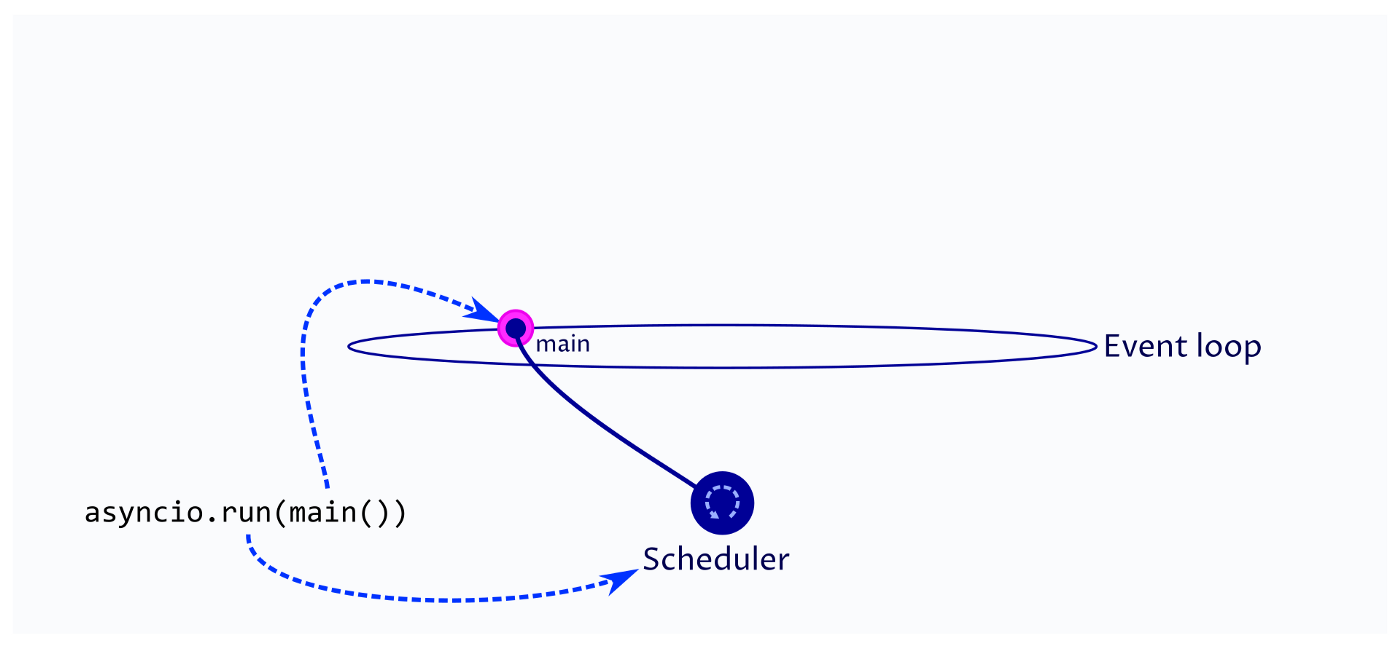 main
Event loop
asyncio.run(main())
Scheduler